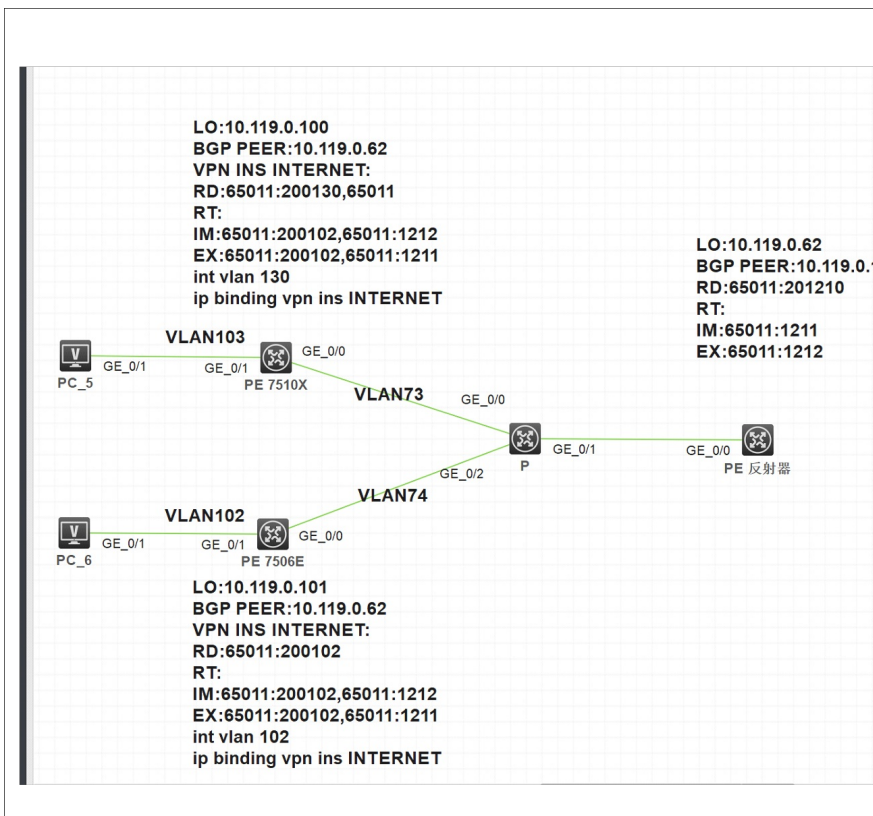 LO:10.119.0.100
BGP PEER:10.119.0.62
VPN INS INTERNET:
RD:65011:200130,65011
RT:
IM:65011:200102,65011:1212
EX:65011:200102,65011:1211
int vlan 130
ip binding vpn ins INTERNET
LO:10.119.0.62
BGP PEER:10.119.0.1
RD:65011:201210
RT:
IM:65011:1211
EX:65011:1212
VLAN103
GE_0/1
PC_5
GE_0/1
GE_0/0
PE 7510X
VLAN73
GE_0/0
P
GE_0/1
GE_0/0
PE 反射器
GE_0/2
VLAN74
VLAN102
GE_0/1
PC_6
GE_0/1
GE_0/0
PE 7506E
LO:10.119.0.101
BGP PEER:10.119.0.62
VPN INS INTERNET:
RD:65011:200102
RT:
IM:65011:200102,65011:1212
EX:65011:200102,65011:1211
int vlan 102
ip binding vpn ins INTERNET